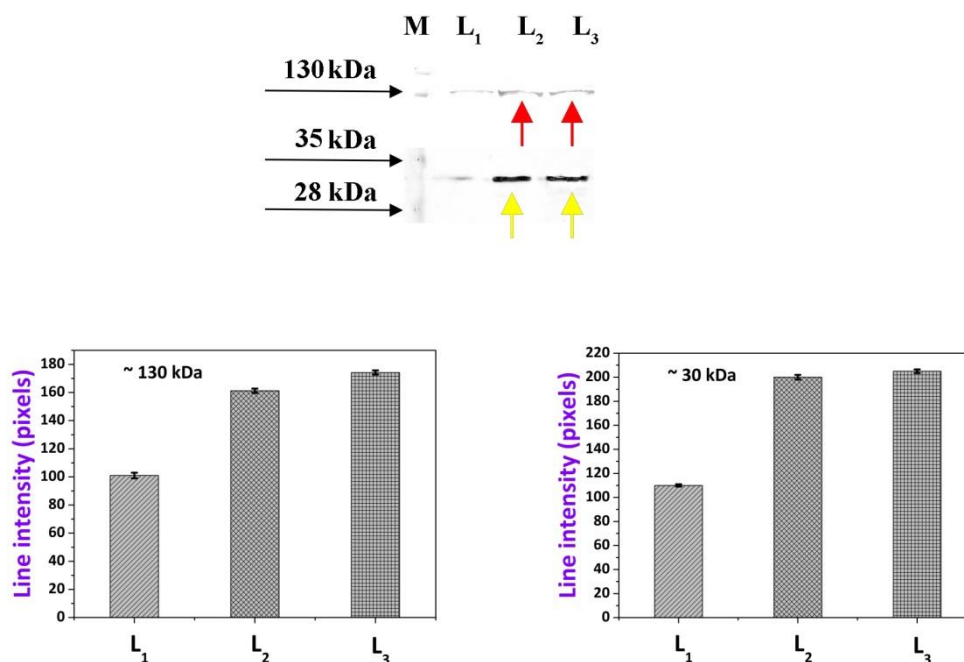 M L₁ L₂ L₃
130 kDa
35 kDa
28 kDa
~ 130 kDa
Line intensity (pixels)
180
160
140
120
100
80
60
40
20
0
L₁ L₂ L₃
~ 30 kDa
Line intensity (pixels)
220
200
180
160
140
120
100
80
60
40
20
0
L₁ L₂ L₃